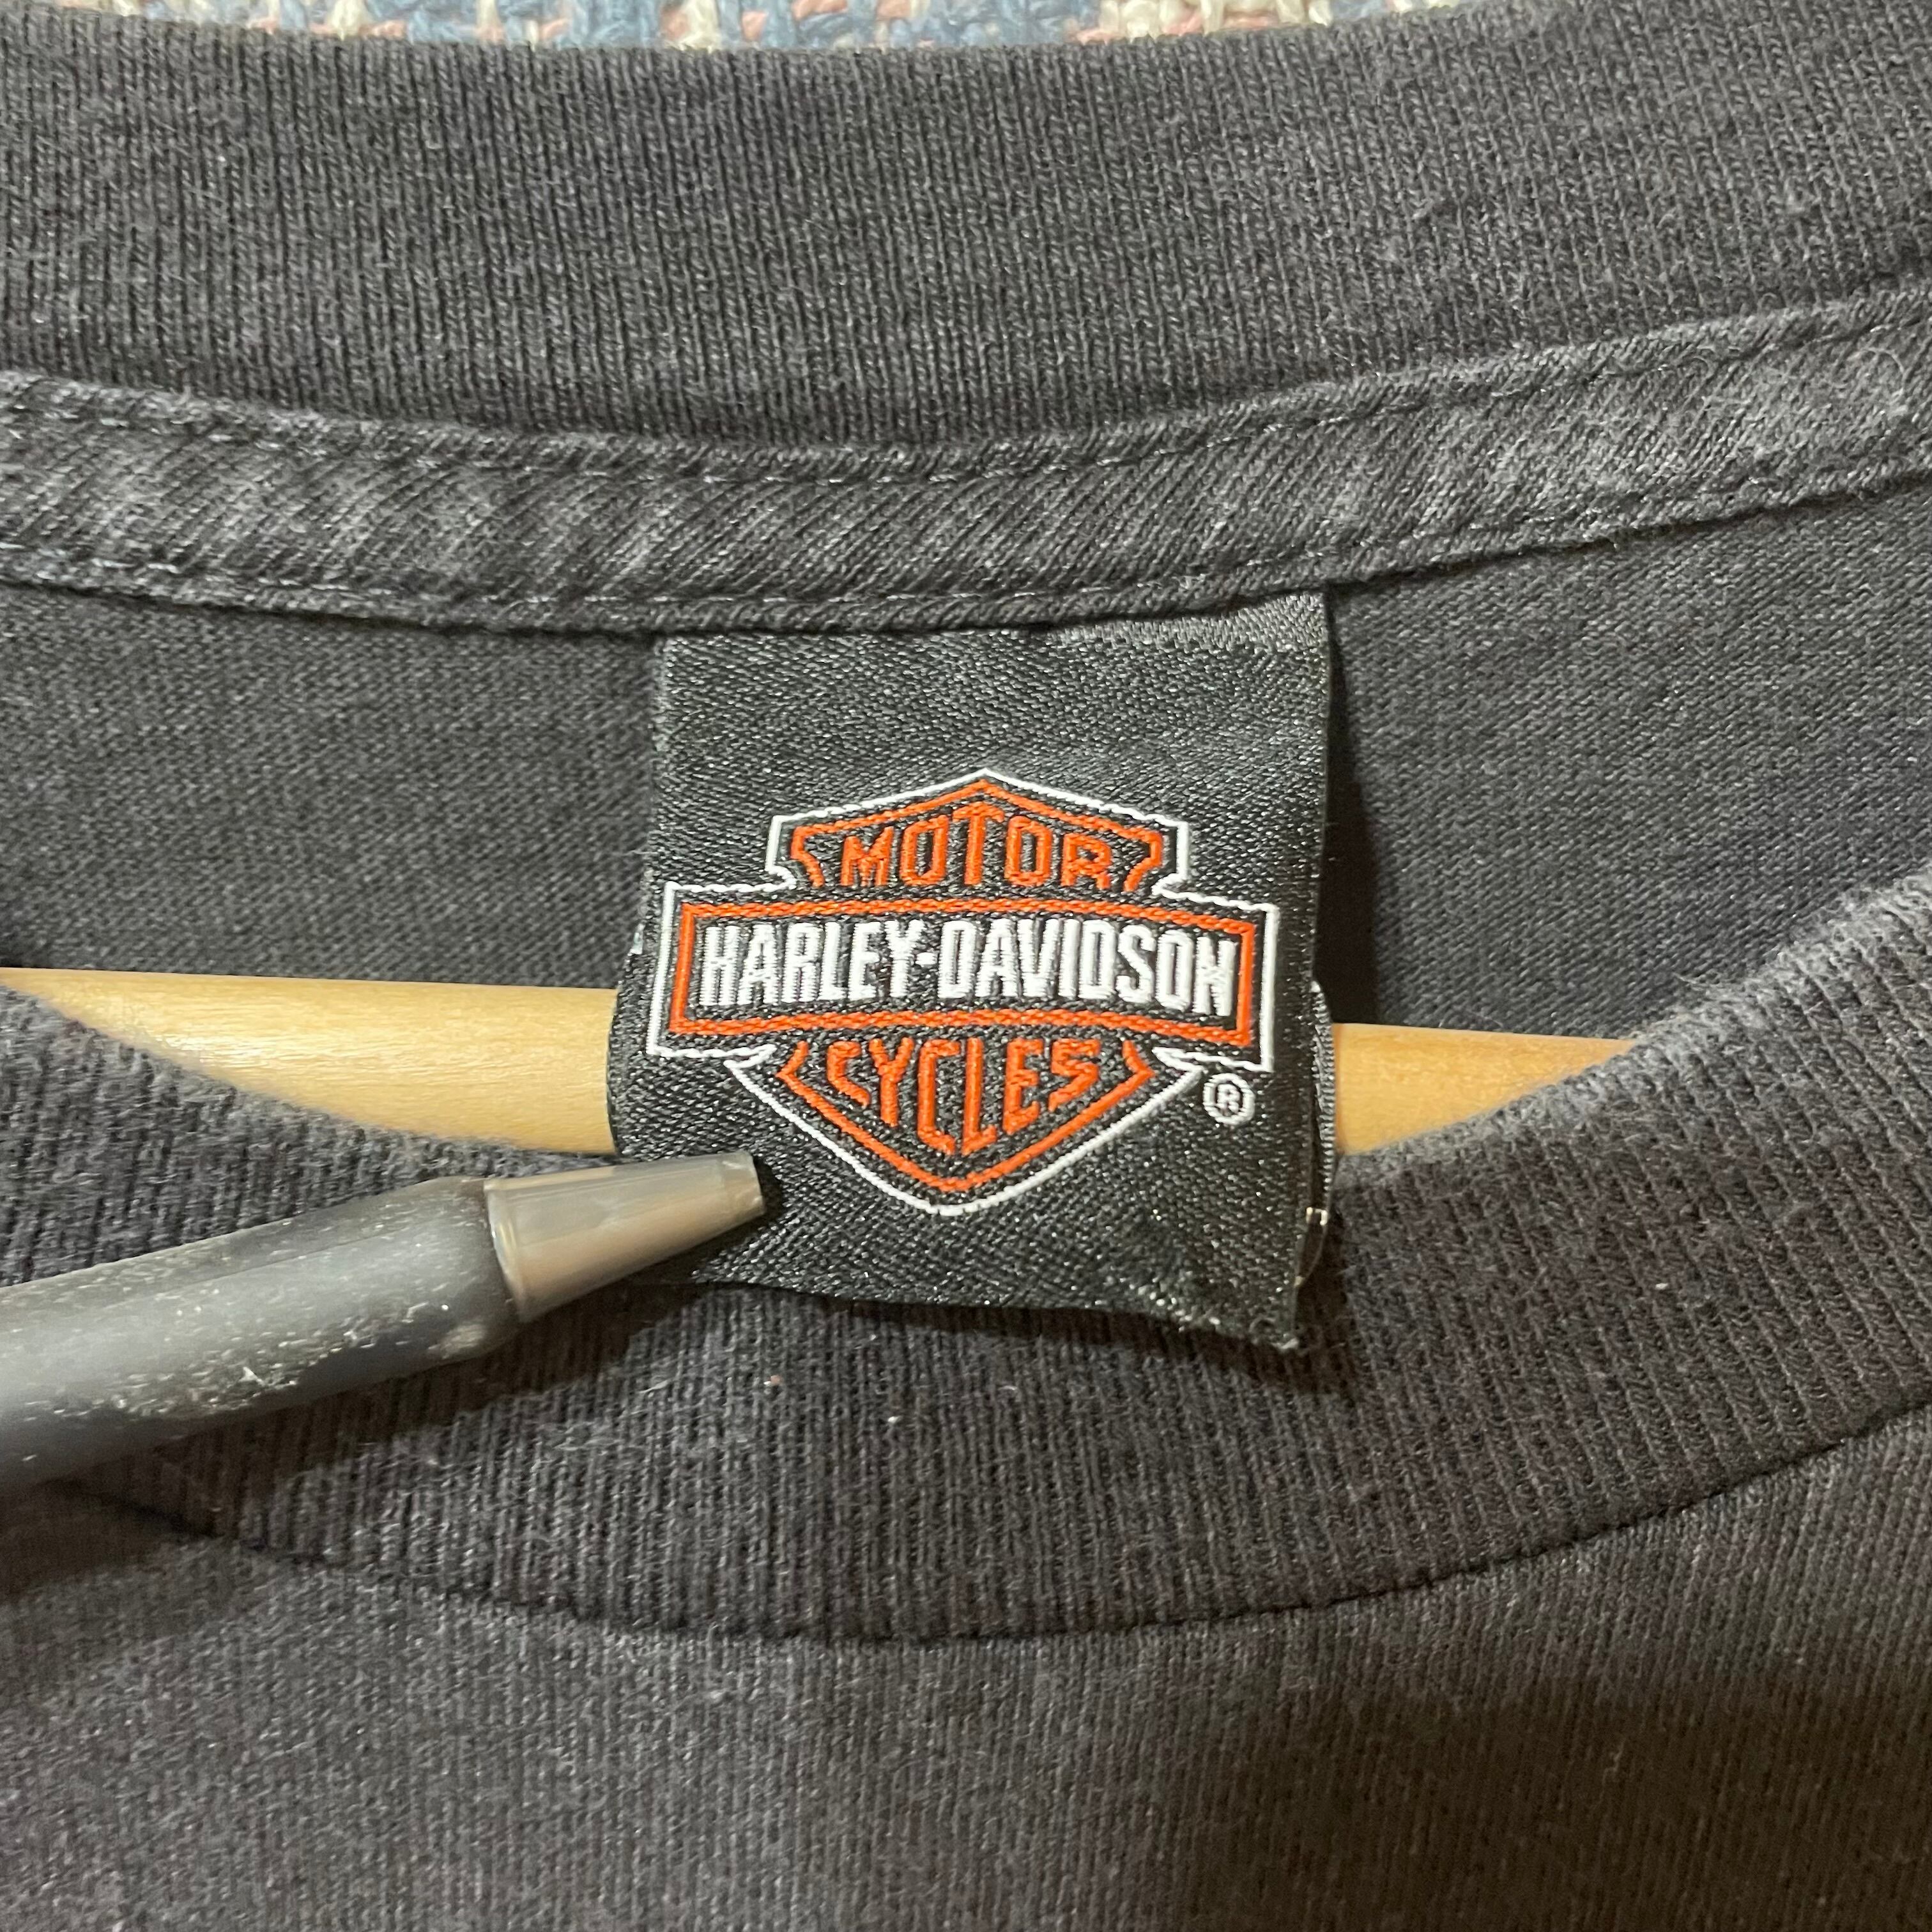 MOTOR
HARLEY-DAVIDSON
CYCLES
®